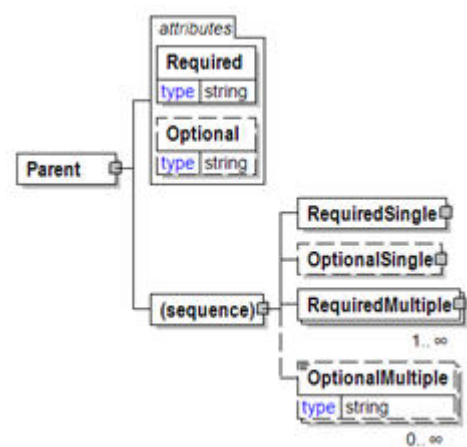 attributes
Required
type string
Optional
type string
Parent
RequiredSingle
OptionalSingle
(sequence)
RequiredMultiple
1.. ∞
OptionalMultiple
type string
0.. ∞